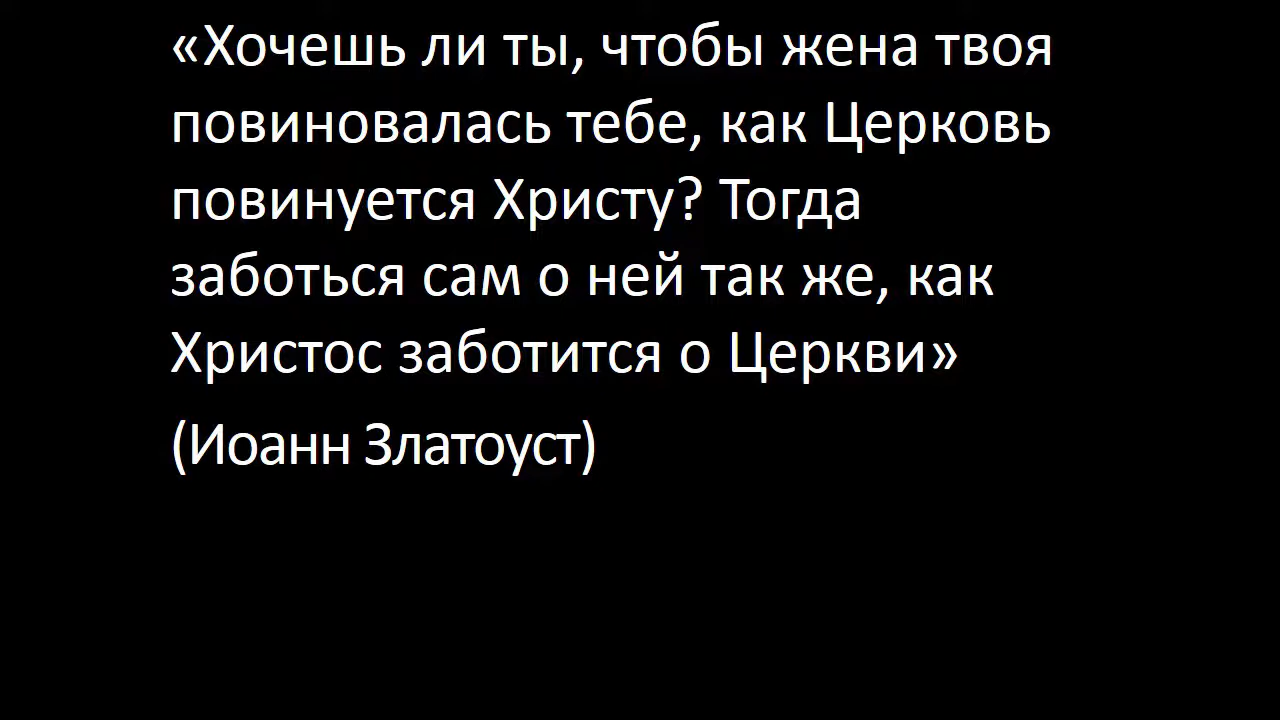 «Хочешь ли ты, чтобы жена твоя
повиновалась тебе, как Церковь
повинуется Христу? Тогда
заботься сам о ней так же, как
Христос заботится о Церкви»
(Иоанн Златоуст)